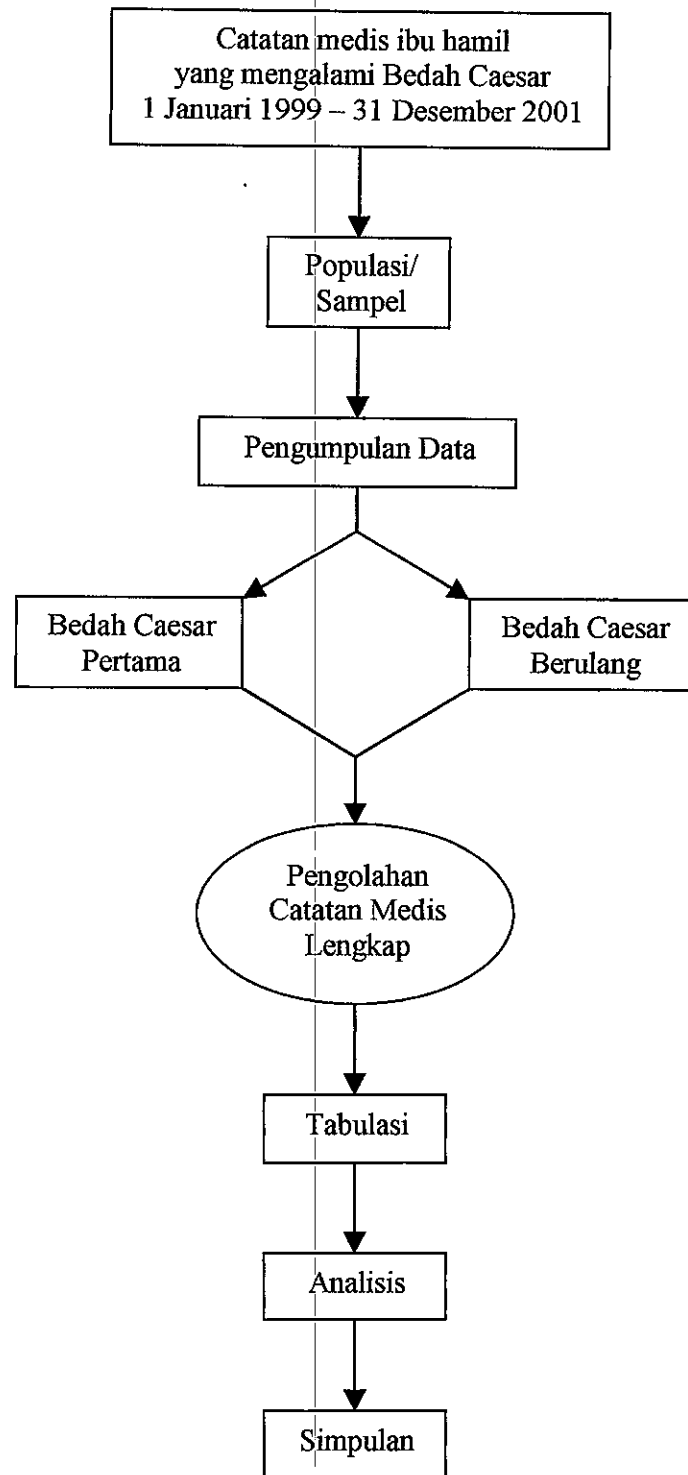 Catatan medis ibu hamil
yang mengalami Bedah Caesar
1 Januari 1999 – 31 Desember 2001
Populasi/
Sampel
Pengumpulan Data
Bedah Caesar
Pertama
Bedah Caesar
Berulang
Pengolahan
Catatan Medis
Lengkap
Tabulasi
Analisis
Simpulan